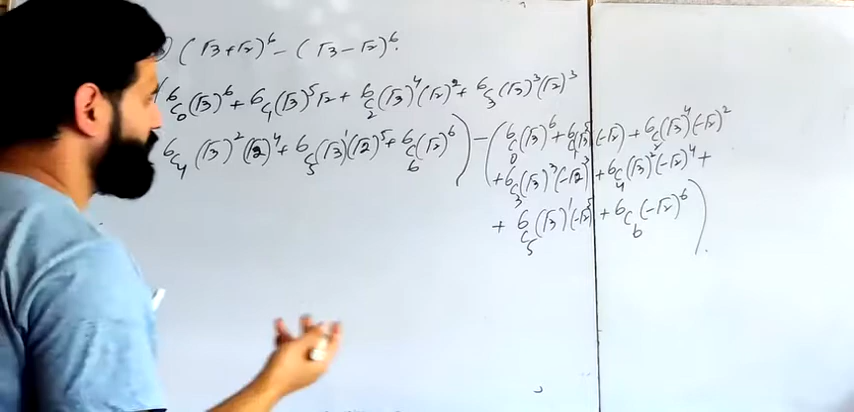 (√3+√2)⁶ − (√3 − √2)⁶.
⁶C₀(√3)⁶ + ⁶C₁(√3)⁵√2 + ⁶C₂(√3)⁴(√2)² + ⁶C₃(√3)³(√2)³
⁶C₄(√3)²(√2)⁴ + ⁶C₅(√3)¹(√2)⁵ + ⁶C₆(√2)⁶) − (⁶C₀(√3)⁶ + ⁶C₁(√3)⁵(−√2) + ⁶C₂(√3)⁴(−√2)²
+ ⁶C₃(√3)³(−√2)³ + ⁶C₄(√3)²(−√2)⁴ +
+ ⁶C₅(√3)¹(−√2)⁵ + ⁶C₆(−√2)⁶).